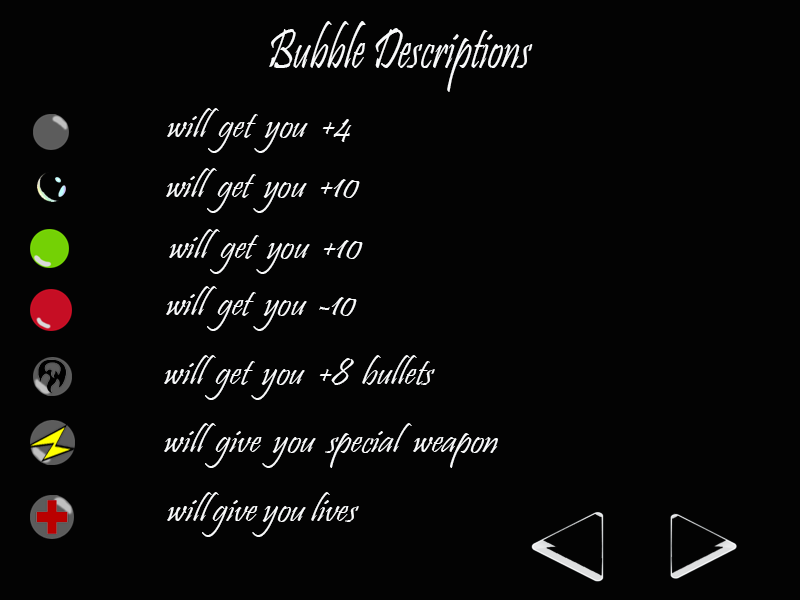 Bubble Descriptions
will get you +4
will get you +10
will get you +10
will get you -10
will get you +8 bullets
will give you special weapon
will give you lives